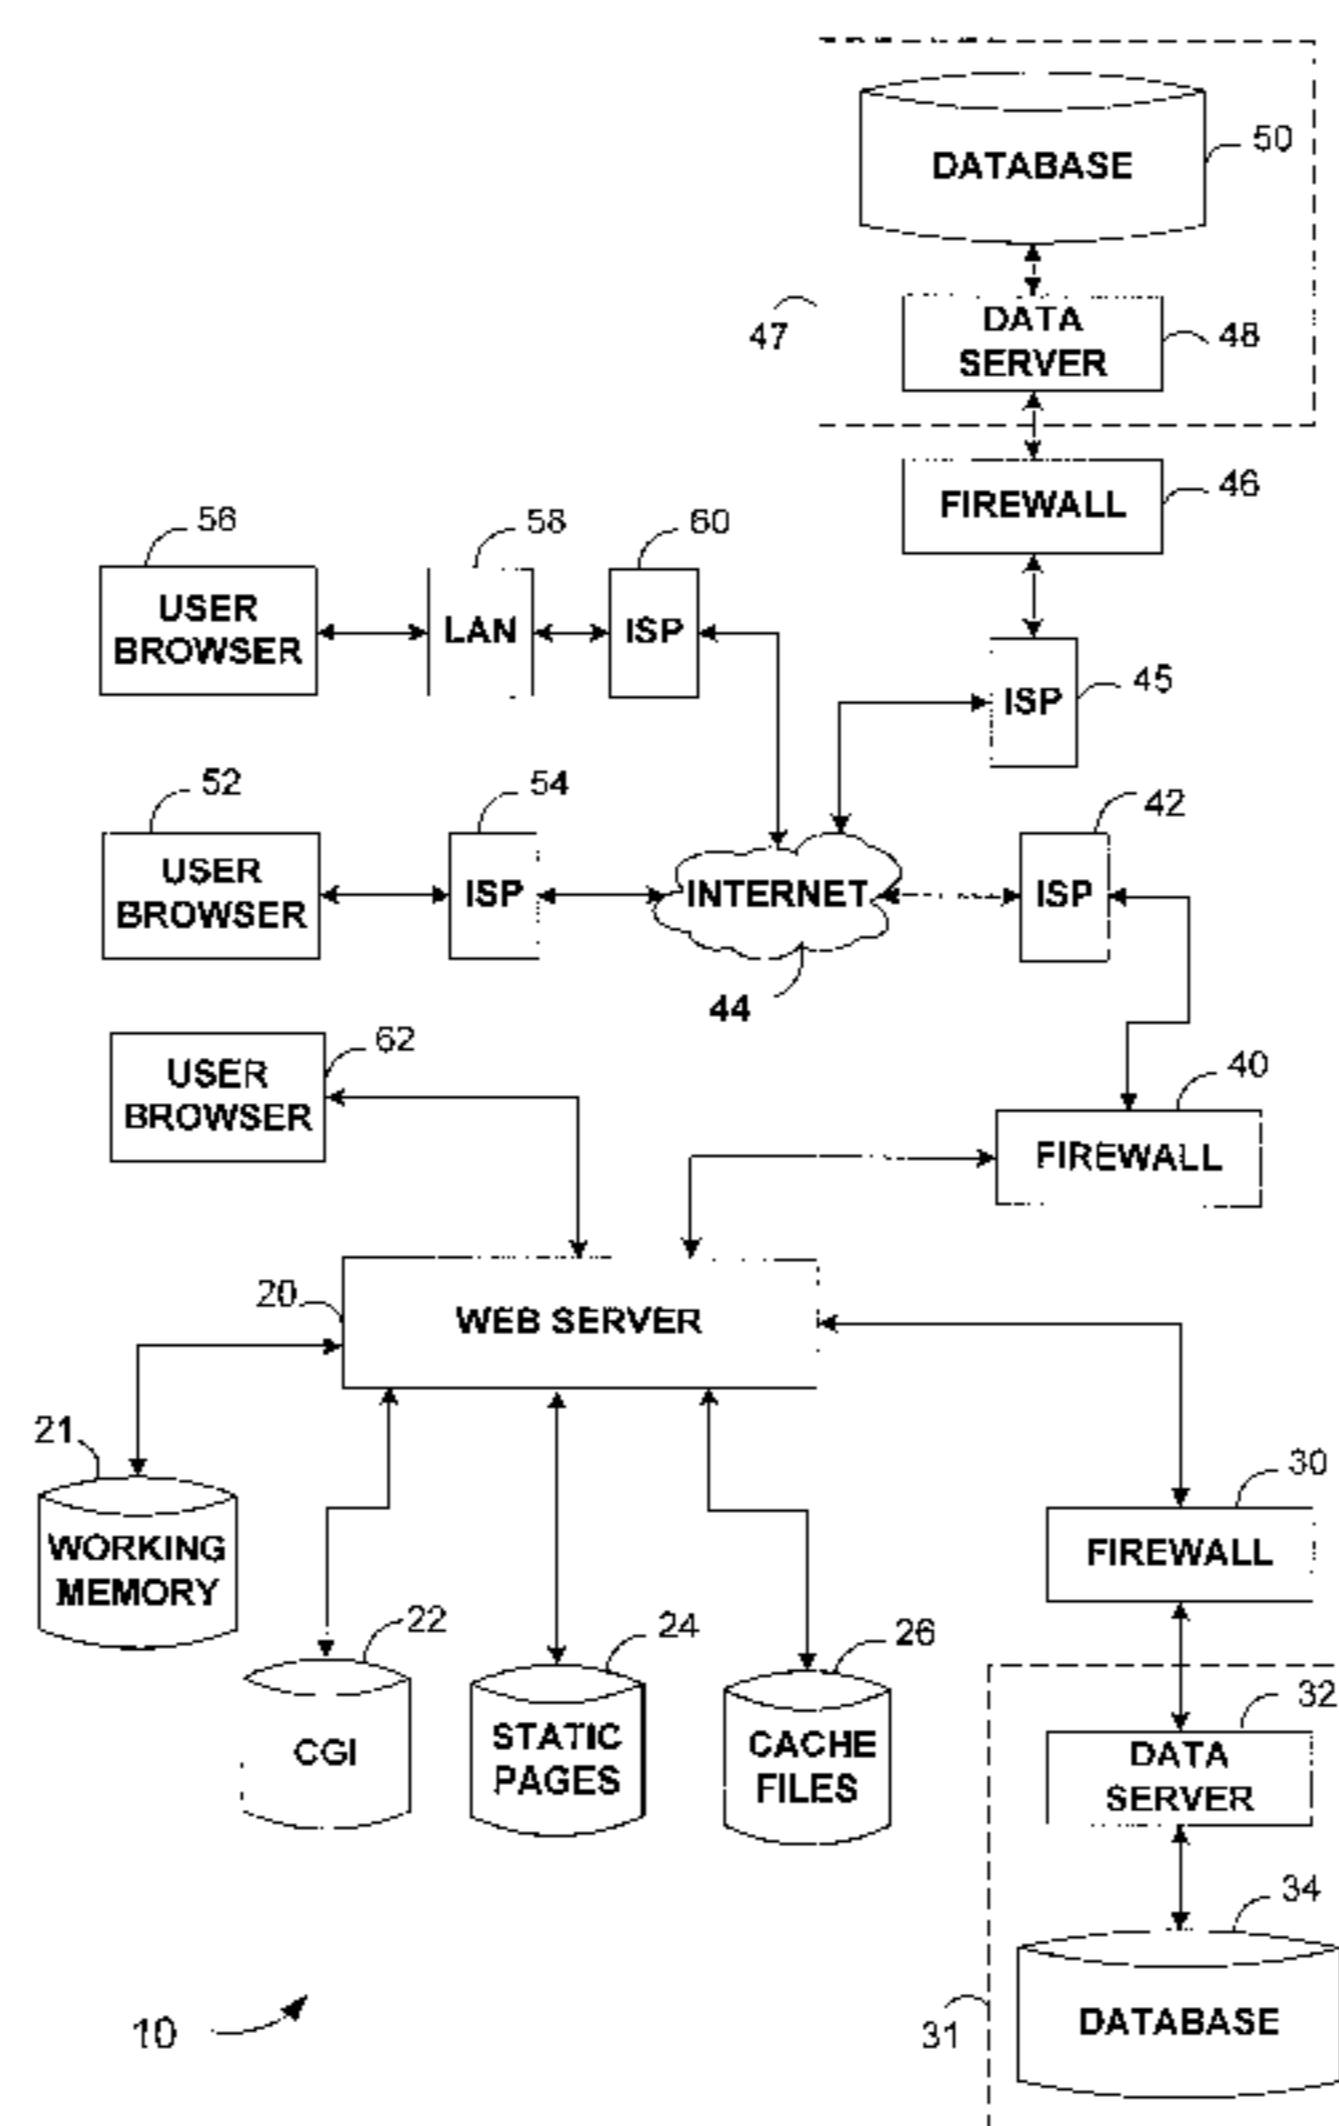 DATABASE
50
DATA
SERVER
48
47
FIREWALL
46
56
58
60
USER
BROWSER
LAN
ISP
ISP
45
52
54
42
USER
BROWSER
ISP
INTERNET
ISP
44
62
USER
BROWSER
40
FIREWALL
20
WEB SERVER
21
WORKING
MEMORY
30
FIREWALL
22
24
26
CGI
STATIC
PAGES
CACHE
FILES
32
DATA
SERVER
34
DATABASE
31
10